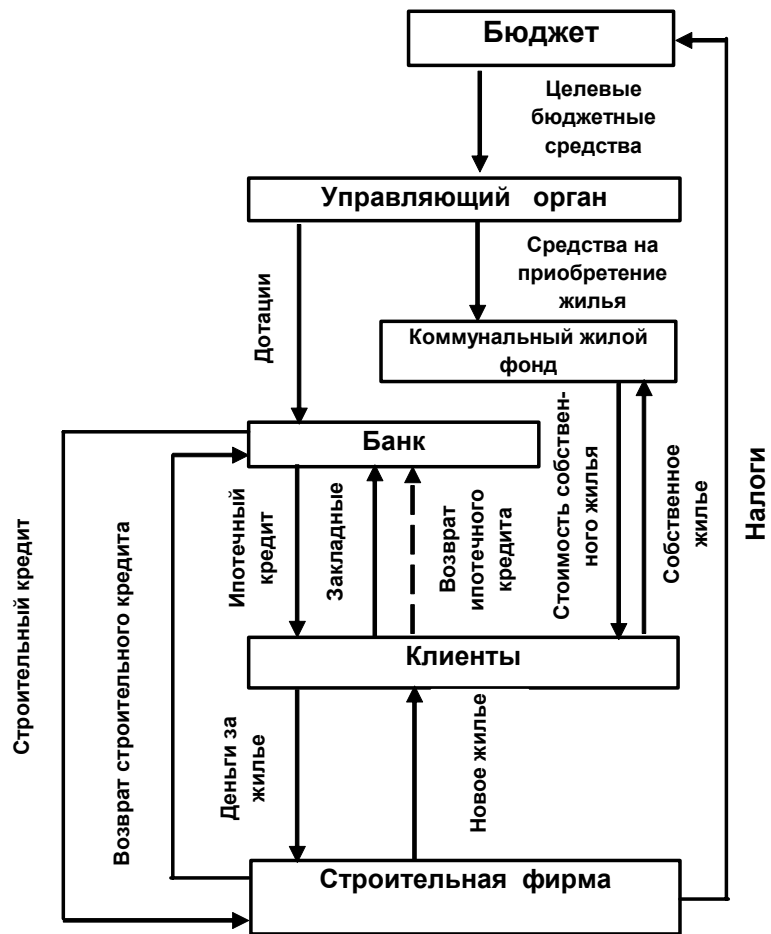 Бюджет
Целевые
бюджетные
средства
Управляющий орган
Дотации
Средства на
приобретение
жилья
Коммунальный жилой
фонд
Банк
Строительный кредит
Возврат строительного кредита
Ипотечный
кредит
Закладные
Возврат
ипотечного
кредита
Стоимость собствен-
ного жилья
Собственное
жилье
Налоги
Клиенты
Деньги за
жилье
Новое жилье
Строительная фирма